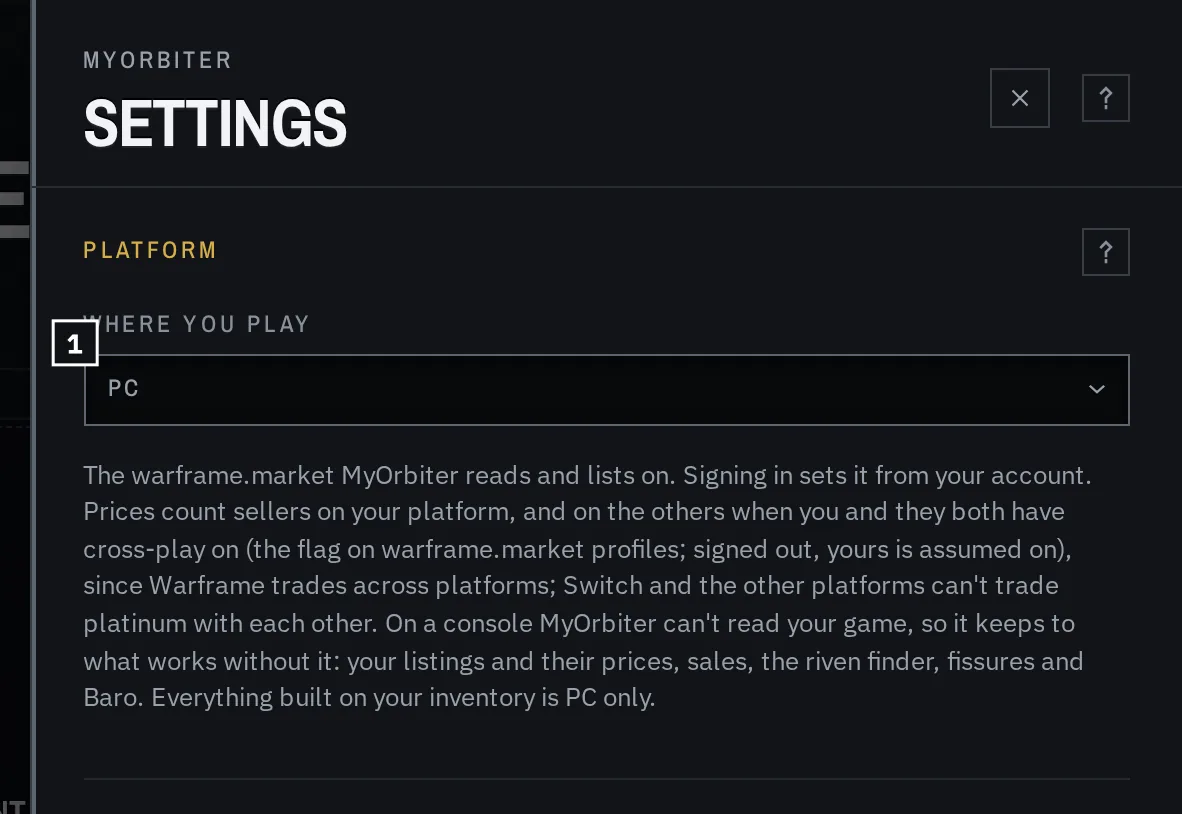 MYORBITER
SETTINGS
×
?
PLATFORM
?
WHERE YOU PLAY
1
PC
The warframe.market MyOrbiter reads and lists on. Signing in sets it from your account.
Prices count sellers on your platform, and on the others when you and they both have
cross-play on (the flag on warframe.market profiles; signed out, yours is assumed on),
since Warframe trades across platforms; Switch and the other platforms can't trade
platinum with each other. On a console MyOrbiter can't read your game, so it keeps to
what works without it: your listings and their prices, sales, the riven finder, fissures and
Baro. Everything built on your inventory is PC only.